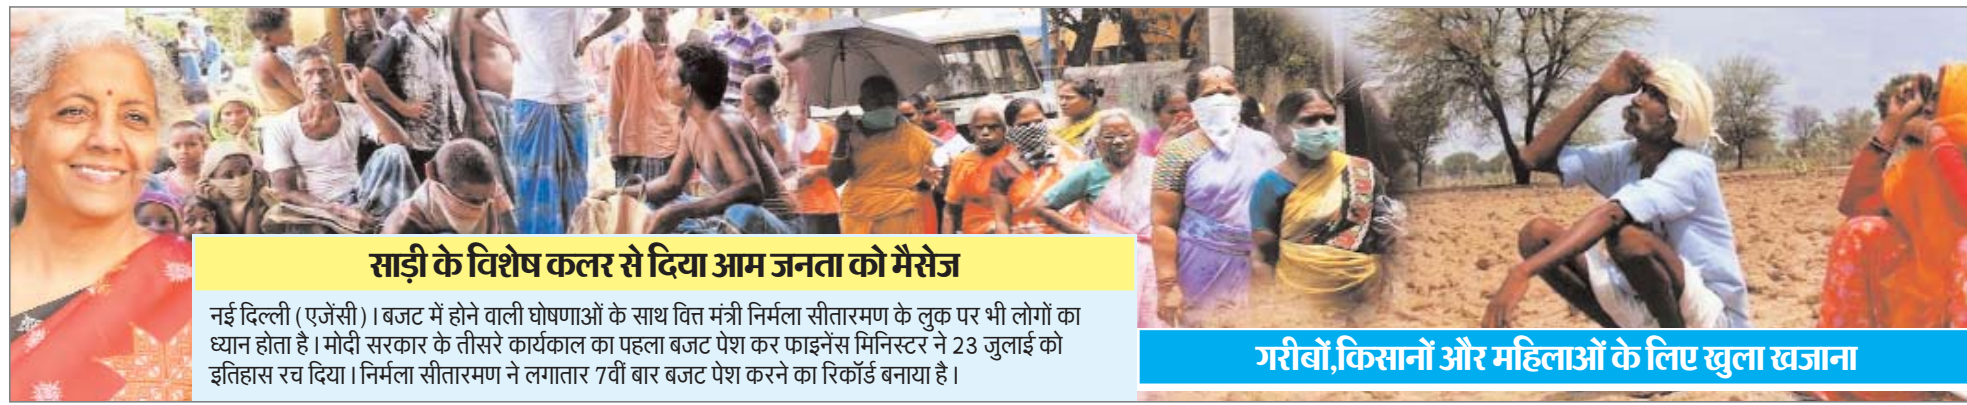 साड़ी के विशेष कलर से दिया आम जनता को मैसेज
नई दिल्ली (एजेंसी)। बजट में होने वाली घोषणाओं के साथ वित्त मंत्री निर्मला सीतारमण के लुक पर भी लोगों का
ध्यान होता है। मोदी सरकार के तीसरे कार्यकाल का पहला बजट पेश कर फाइनेंस मिनिस्टर ने 23 जुलाई को
इतिहास रच दिया। निर्मला सीतारमण ने लगातार 7वीं बार बजट पेश करने का रिकॉर्ड बनाया है।
गरीबों,किसानों और महिलाओं के लिए खुला खजाना